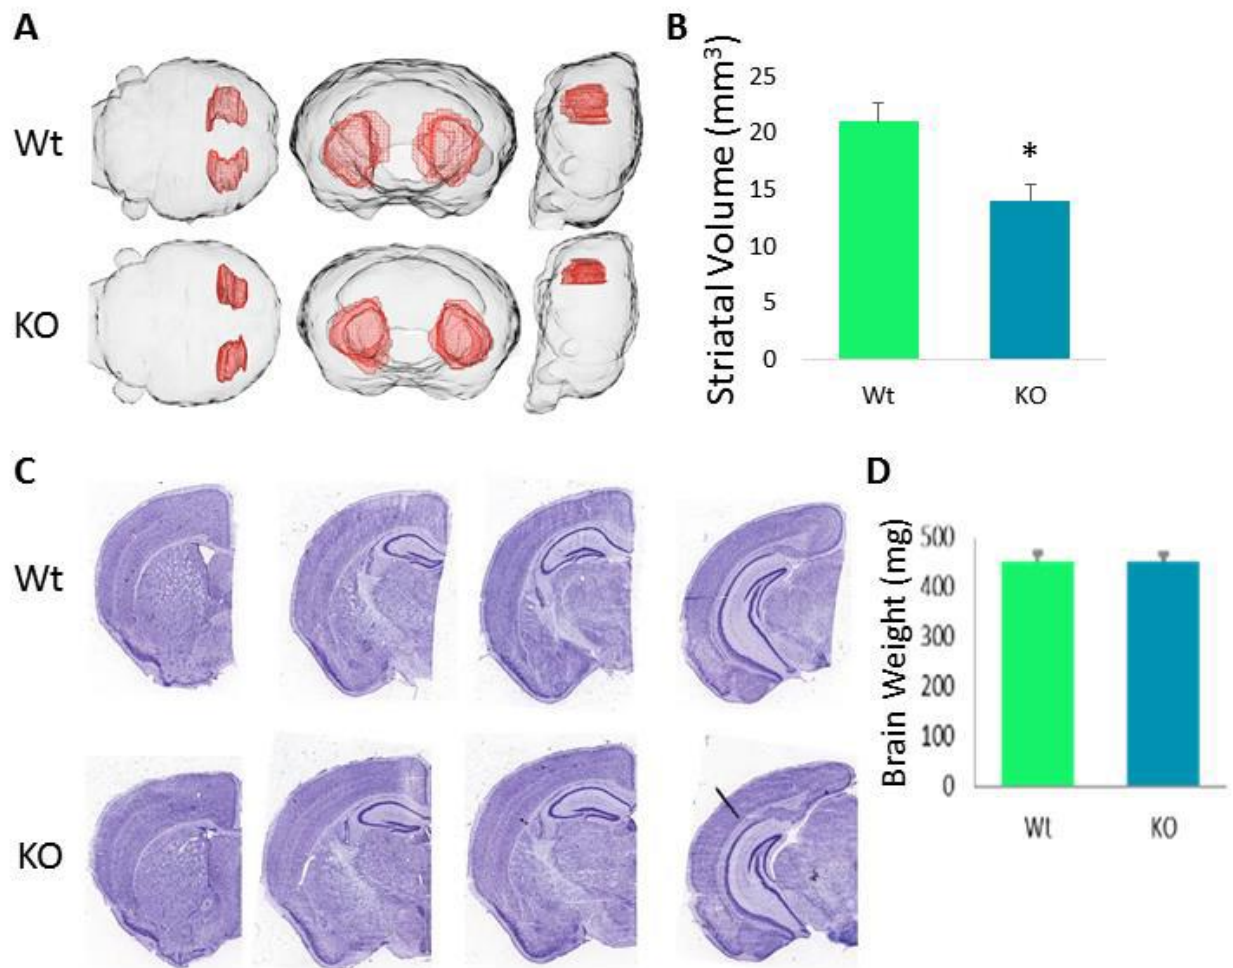 A
Wt
KO
B
Striatal Volume (mm³)
25
20
15
10
5
0
*
Wt
KO
C
Wt
KO
D
Brain Weight (mg)
500
400
300
200
100
0
Wt
KO